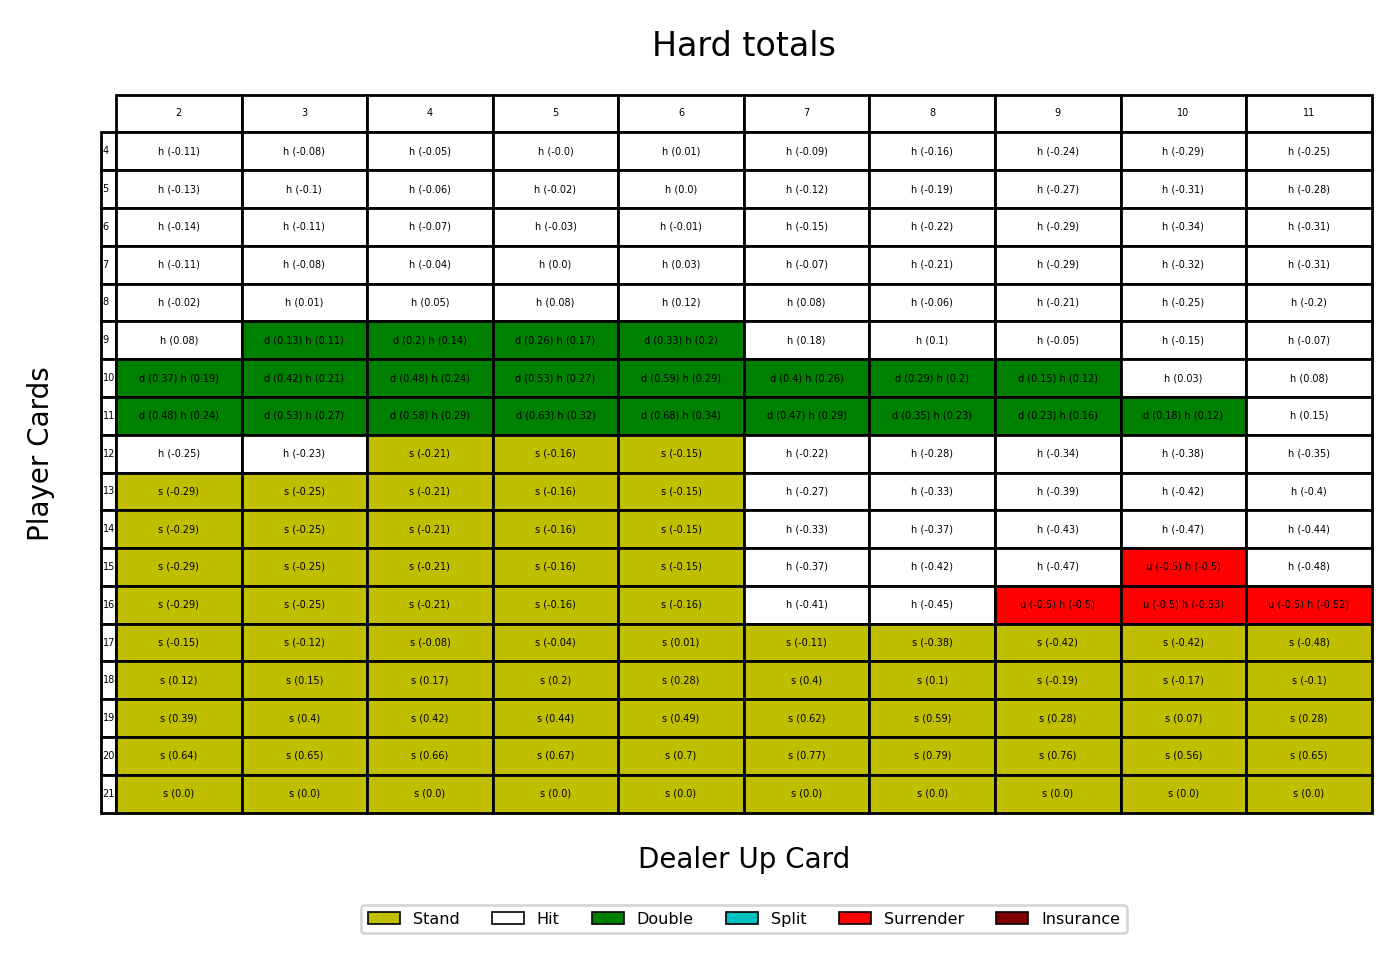 Hard totals
2 3 4 5 6 7 8 9 10 11
4 h (-0.11) h (-0.08) h (-0.05) h (-0.0) h (0.01) h (-0.09) h (-0.16) h (-0.24) h (-0.29) h (-0.25)
5 h (-0.13) h (-0.1) h (-0.06) h (-0.02) h (0.0) h (-0.12) h (-0.19) h (-0.27) h (-0.31) h (-0.28)
6 h (-0.14) h (-0.11) h (-0.07) h (-0.03) h (-0.01) h (-0.15) h (-0.22) h (-0.29) h (-0.34) h (-0.31)
7 h (-0.11) h (-0.08) h (-0.04) h (0.0) h (0.03) h (-0.07) h (-0.21) h (-0.29) h (-0.32) h (-0.31)
8 h (-0.02) h (0.01) h (0.05) h (0.08) h (0.12) h (0.08) h (-0.06) h (-0.21) h (-0.25) h (-0.2)
9 h (0.08) d (0.13) h (0.11) d (0.2) h (0.14) d (0.26) h (0.17) d (0.33) h (0.2) h (0.18) h (0.1) h (-0.05) h (-0.15) h (-0.07)
10 d (0.37) h (0.19) d (0.42) h (0.21) d (0.48) h (0.24) d (0.53) h (0.27) d (0.59) h (0.29) d (0.4) h (0.26) d (0.29) h (0.2) d (0.15) h (0.12) h (0.03) h (0.08)
11 d (0.48) h (0.24) d (0.53) h (0.27) d (0.58) h (0.29) d (0.63) h (0.32) d (0.68) h (0.34) d (0.47) h (0.29) d (0.35) h (0.23) d (0.23) h (0.16) d (0.18) h (0.12) h (0.15)
12 h (-0.25) h (-0.23) s (-0.21) s (-0.16) s (-0.15) h (-0.22) h (-0.28) h (-0.34) h (-0.38) h (-0.35)
13 s (-0.29) s (-0.25) s (-0.21) s (-0.16) s (-0.15) h (-0.27) h (-0.33) h (-0.39) h (-0.42) h (-0.4)
14 s (-0.29) s (-0.25) s (-0.21) s (-0.16) s (-0.15) h (-0.33) h (-0.37) h (-0.43) h (-0.47) h (-0.44)
15 s (-0.29) s (-0.25) s (-0.21) s (-0.16) s (-0.15) h (-0.37) h (-0.42) h (-0.47) u (-0.5) h (-0.5) h (-0.48)
16 s (-0.29) s (-0.25) s (-0.21) s (-0.16) s (-0.16) h (-0.41) h (-0.45) u (-0.5) h (-0.5) u (-0.5) h (-0.53) u (-0.5) h (-0.52)
17 s (-0.15) s (-0.12) s (-0.08) s (-0.04) s (0.01) s (-0.11) s (-0.38) s (-0.42) s (-0.42) s (-0.48)
18 s (0.12) s (0.15) s (0.17) s (0.2) s (0.28) s (0.4) s (0.1) s (-0.19) s (-0.17) s (-0.1)
19 s (0.39) s (0.4) s (0.42) s (0.44) s (0.49) s (0.62) s (0.59) s (0.28) s (0.07) s (0.28)
20 s (0.64) s (0.65) s (0.66) s (0.67) s (0.7) s (0.77) s (0.79) s (0.76) s (0.56) s (0.65)
21 s (0.0) s (0.0) s (0.0) s (0.0) s (0.0) s (0.0) s (0.0) s (0.0) s (0.0) s (0.0)
Player Cards
Dealer Up Card
Stand Hit Double Split Surrender Insurance